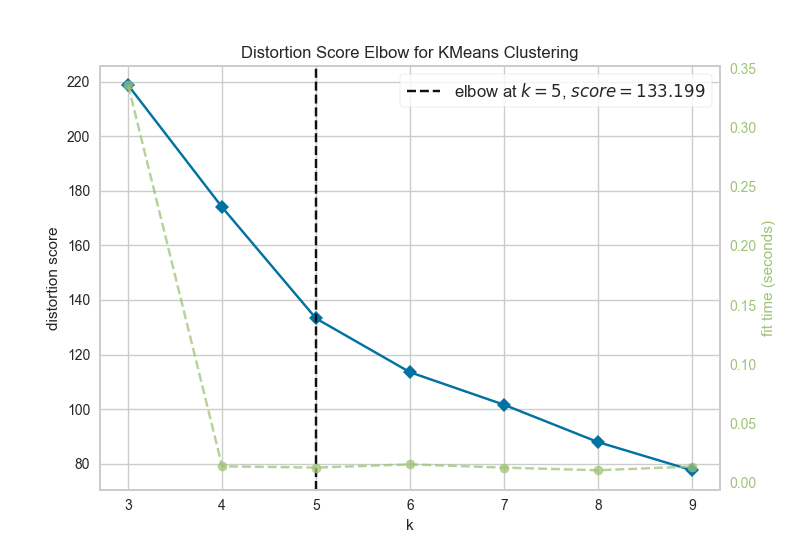 Distortion Score Elbow for KMeans Clustering
elbow at k = 5, score = 133.199
distortion score
220
200
180
160
140
120
100
80
0.35
0.30
0.25
0.20
0.15
0.10
0.05
0.00
fit time (seconds)
3 4 5 6 7 8 9
k